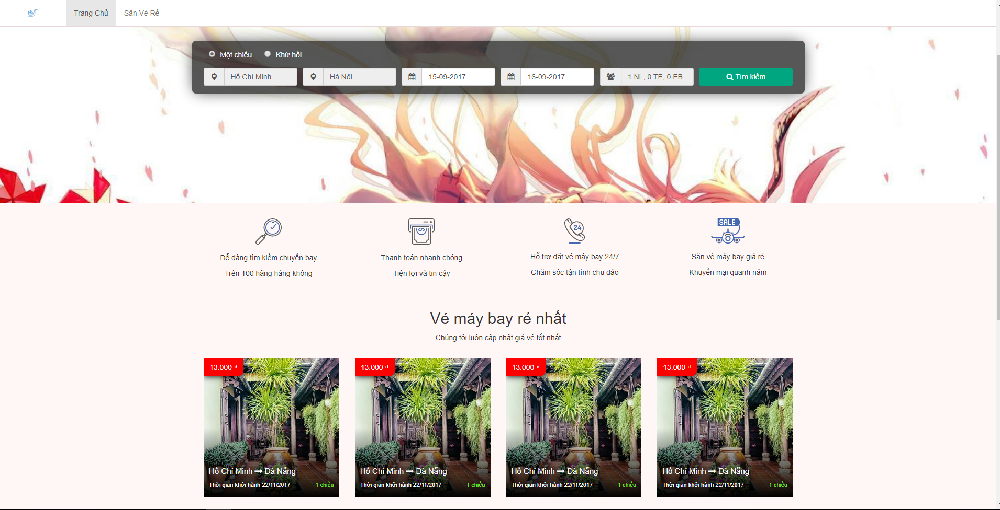 Trang Chủ Săn Vé Rẻ
Một chiều Khứ hồi
Hồ Chí Minh Hà Nội 15-09-2017 16-09-2017 1 NL, 0 TE, 0 EB Tìm kiếm
24 SALE
Dễ dàng tìm kiếm chuyến bay Thanh toán nhanh chóng Hỗ trợ đặt vé máy bay 24/7 Săn vé máy bay giá rẻ
Trên 100 hãng hàng không Tiện lợi và tin cậy Chăm sóc tận tình chu đáo Khuyến mại quanh năm
Vé máy bay rẻ nhất
Chúng tôi luôn cập nhật giá vé tốt nhất
13.000 ₫ 13.000 ₫ 13.000 ₫ 13.000 ₫
Hồ Chí Minh ➞ Đà Nẵng Hồ Chí Minh ➞ Đà Nẵng Hồ Chí Minh ➞ Đà Nẵng Hồ Chí Minh ➞ Đà Nẵng
Thời gian khởi hành 22/11/2017 1 chiều Thời gian khởi hành 22/11/2017 1 chiều Thời gian khởi hành 22/11/2017 1 chiều Thời gian khởi hành 22/11/2017 1 chiều